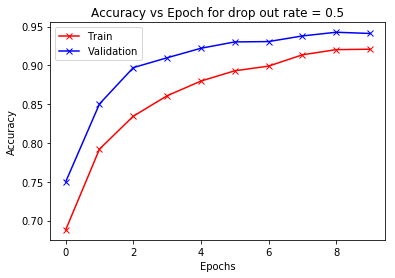 Accuracy vs Epoch for drop out rate = 0.5
Train
Validation
0.95
0.90
0.85
0.80
0.75
0.70
Accuracy
0 2 4 6 8
Epochs